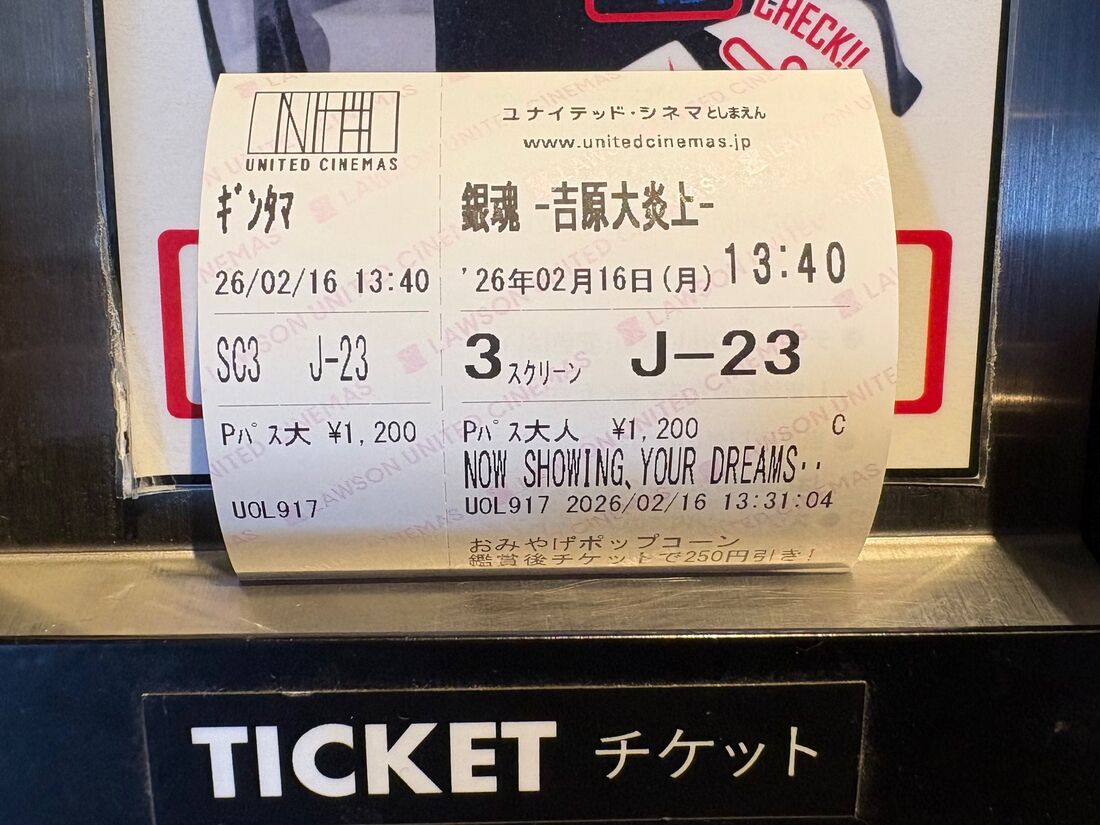 CHECK!!
UNITED CINEMAS
ユナイテッド・シネマとしまえん
www.unitedcinemas.jp
ギンタマ
26/02/16 13:40
SC3 J-23
Pパス大 ¥1,200
UOL917
銀魂 -吉原大炎上-
'26年02月16日(月) 13:40
3スクリーン J-23
Pパス大人 ¥1,200 C
NOW SHOWING、YOUR DREAMS‥
UOL917 2026/02/16 13:31:04
おみやげポップコーン
鑑賞後チケットで250円引き!
LAWSON UNITED CINEMAS
TICKET チケット